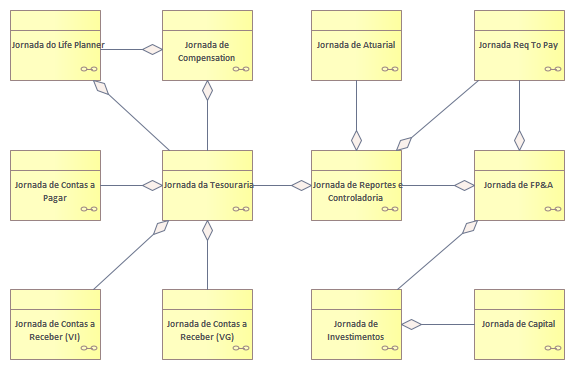 Jornada do Life Planner
Jornada de
Compensation
Jornada de Atuarial
Jornada Req To Pay
Jornada de Contas a
Pagar
Jornada da Tesouraria
Jornada de Reportes e
Controladoria
Jornada de FP&A
Jornada de Contas a
Receber (VI)
Jornada de Contas a
Receber (VG)
Jornada de
Investimentos
Jornada de Capital